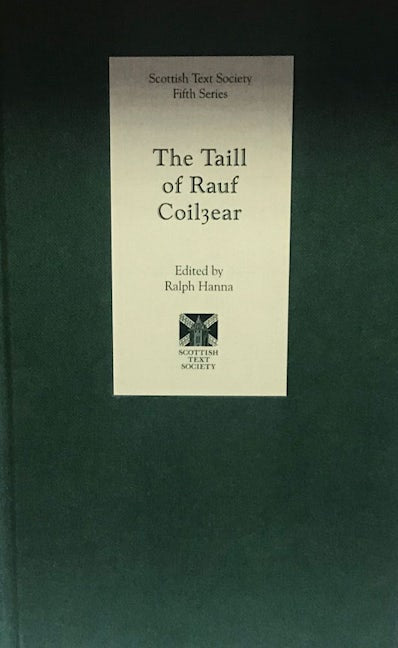 Scottish Text Society
Fifth Series
The Taill
of Rauf
Coilȝear
Edited by
Ralph Hanna
SCOTTISH
TEXT
SOCIETY